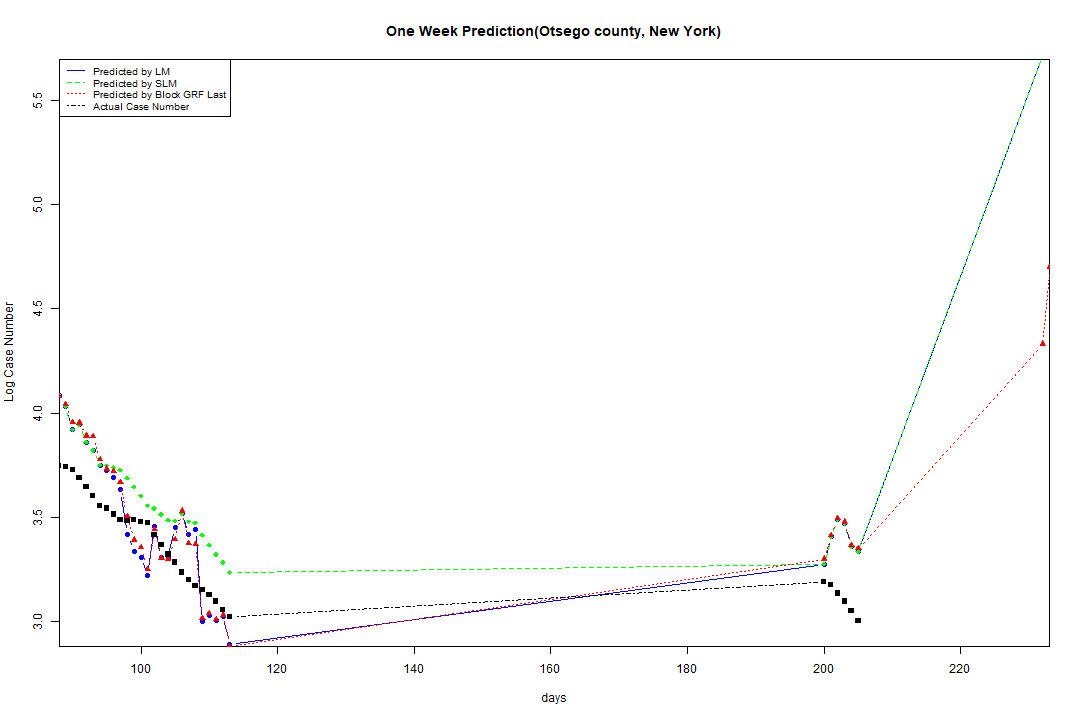 One Week Prediction(Otsego county, New York)
Predicted by LM
Predicted by SLM
Predicted by Block GRF Last
Actual Case Number
5.5
5.0
4.5
4.0
3.5
3.0
Log Case Number
100 120 140 160 180 200 220
days